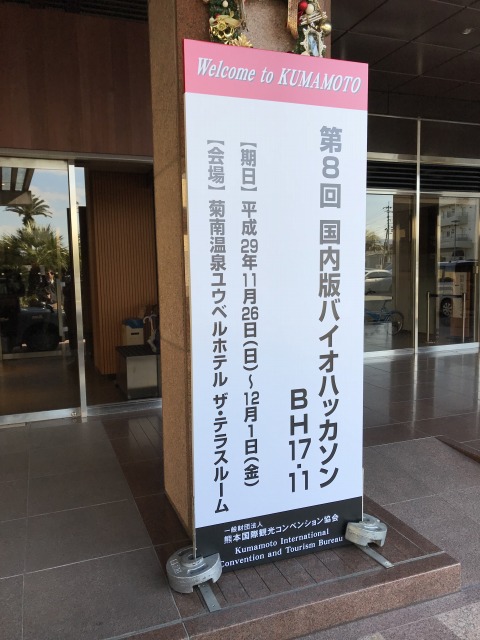 Welcome to KUMAMOTO
第8回 国内版バイオハッカソン
BH17.11
【期日】平成29年11月26日(日)～12月1日(金)
【会場】菊南温泉ユウベルホテル ザ・テラスルーム
一般財団法人
熊本国際観光コンベンション協会
Kumamoto International
Convention and Tourism Bureau